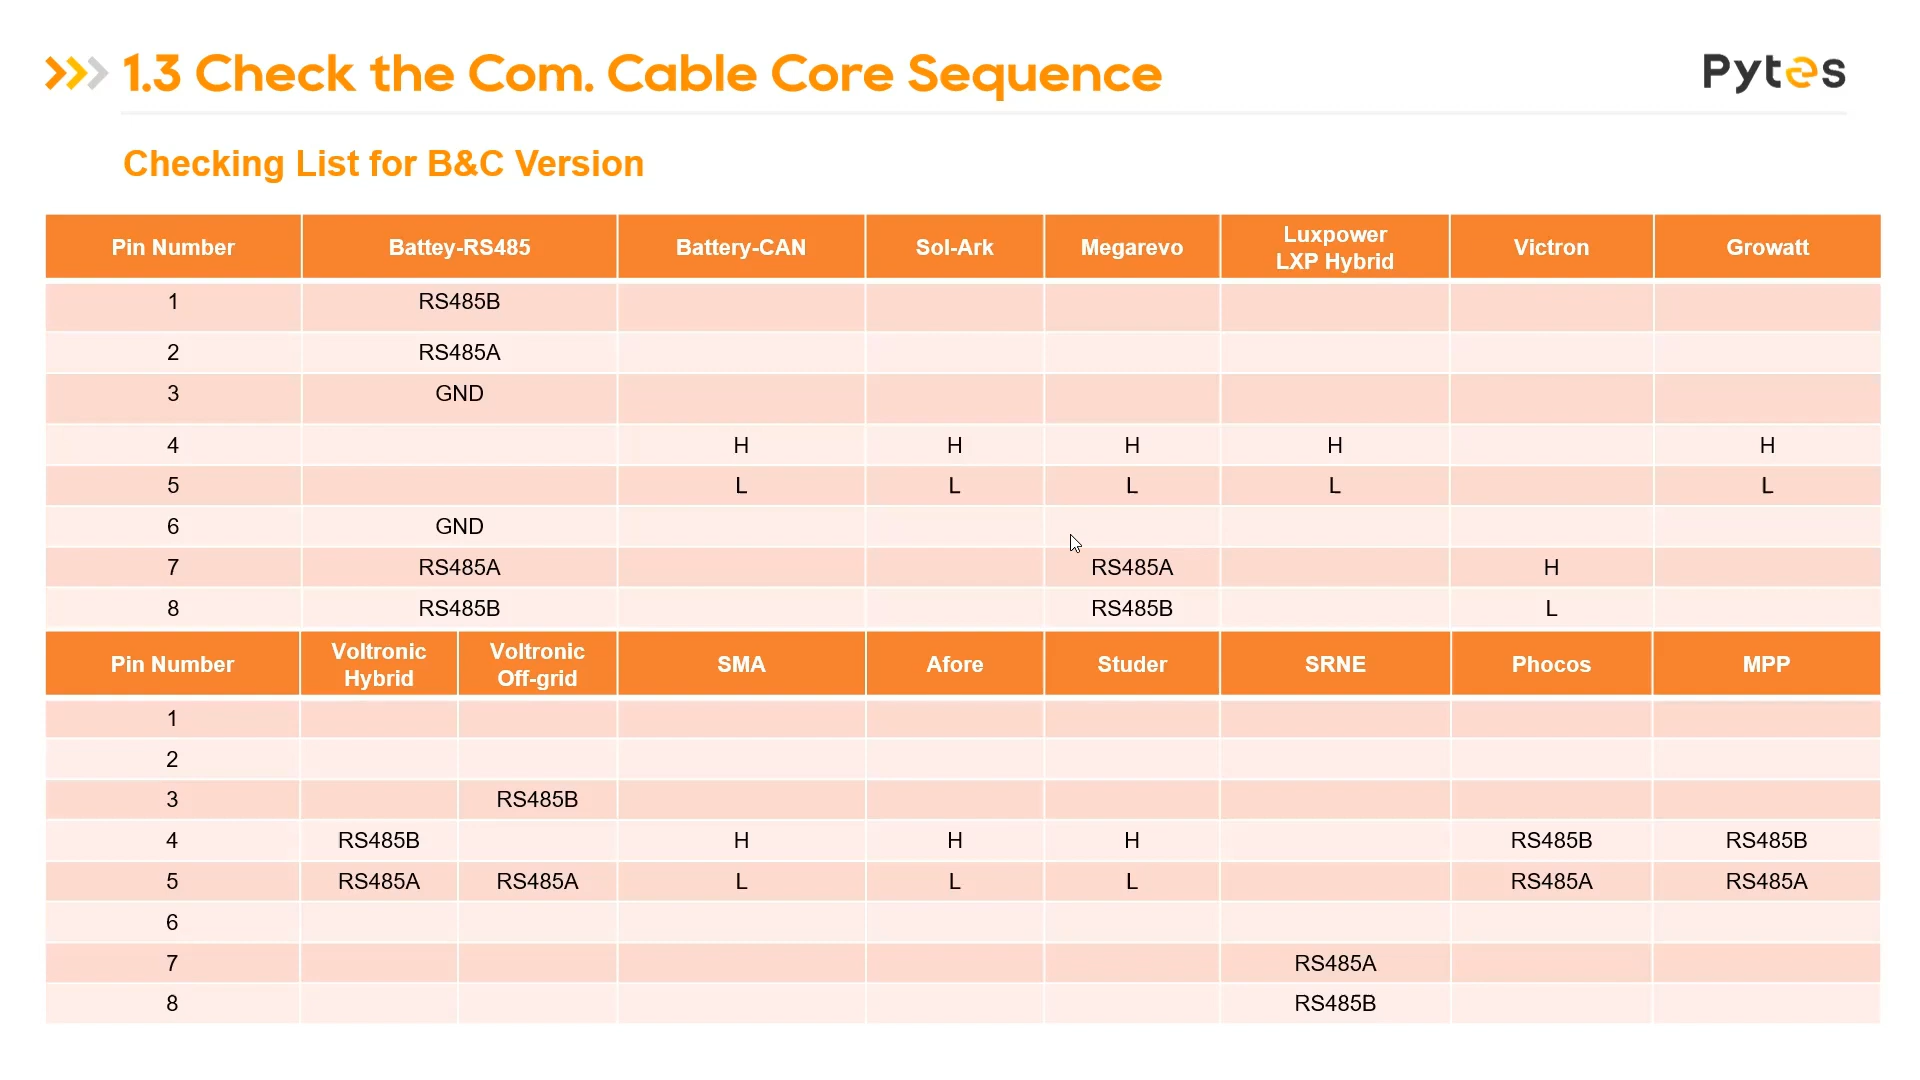 1.3 Check the Com. Cable Core Sequence
Pytes
Checking List for B&C Version
Pin Number Battey-RS485 Battery-CAN Sol-Ark Megarevo Luxpower LXP Hybrid Victron Growatt
1 RS485B
2 RS485A
3 GND
4 H H H H H
5 L L L L L
6 GND
7 RS485A RS485A H
8 RS485B RS485B L
Pin Number Voltronic Hybrid Voltronic Off-grid SMA Afore Studer SRNE Phocos MPP
1
2
3 RS485B
4 RS485B H H H RS485B RS485B
5 RS485A RS485A L L L RS485A RS485A
6
7 RS485A
8 RS485B